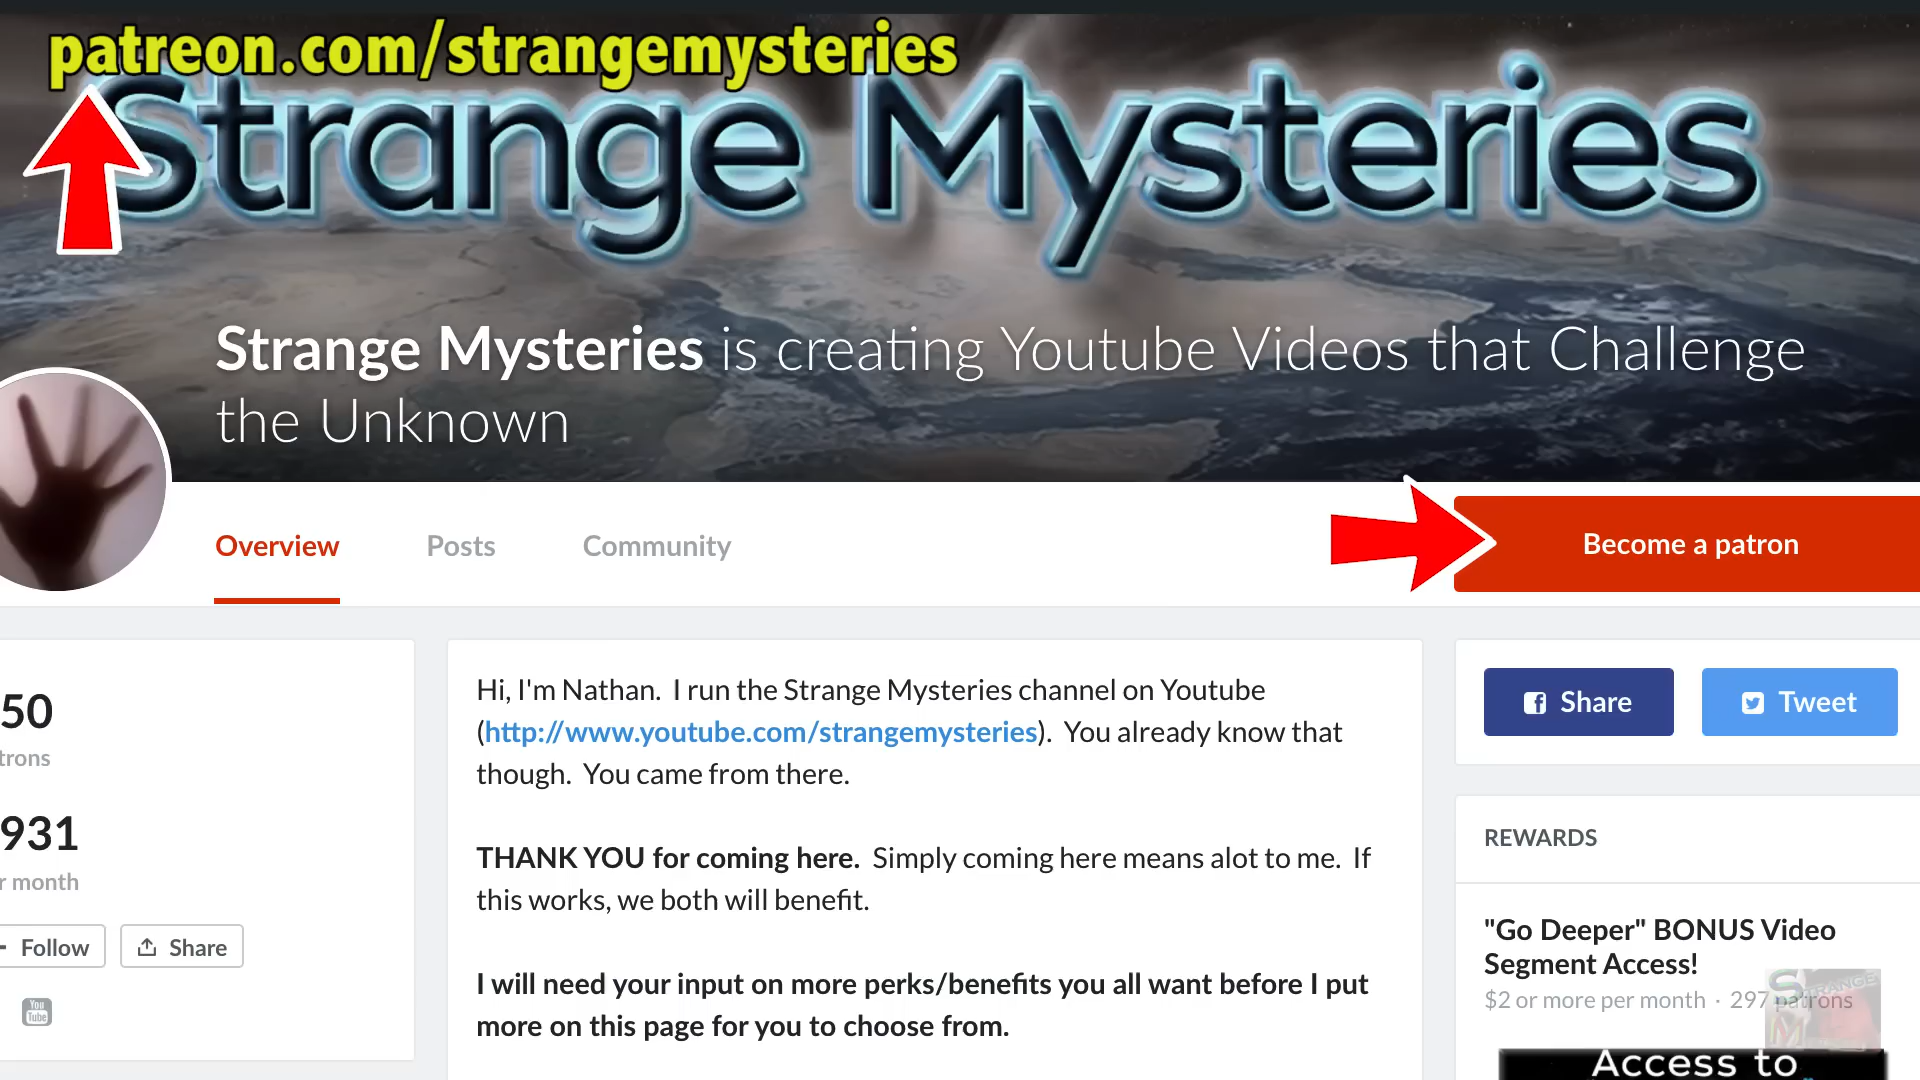 patreon.com/strangemysteries
Strange Mysteries
Strange Mysteries is creating Youtube Videos that Challenge
the Unknown
Overview
Posts
Community
Become a patron
50
trons
931
r month
Follow
Share
You
Tube
Hi, I'm Nathan. I run the Strange Mysteries channel on Youtube
(http://www.youtube.com/strangemysteries). You already know that
though. You came from there.
THANK YOU for coming here. Simply coming here means alot to me. If
this works, we both will benefit.
I will need your input on more perks/benefits you all want before I put
more on this page for you to choose from.
Share
Tweet
REWARDS
"Go Deeper" BONUS Video
Segment Access!
$2 or more per month · 297 patrons
STRANGE
Access to